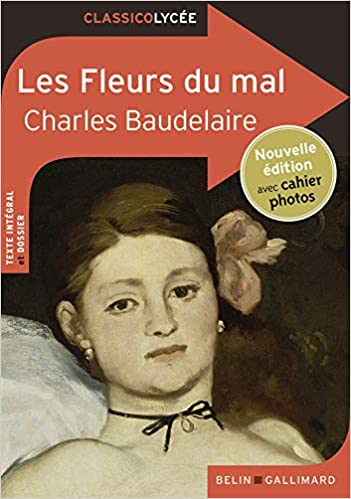 CLASSICOLYCÉE
Les Fleurs du mal
Charles Baudelaire
Nouvelle
édition
avec cahier
photos
TEXTE INTÉGRAL
et DOSSIER
BELIN GALLIMARD